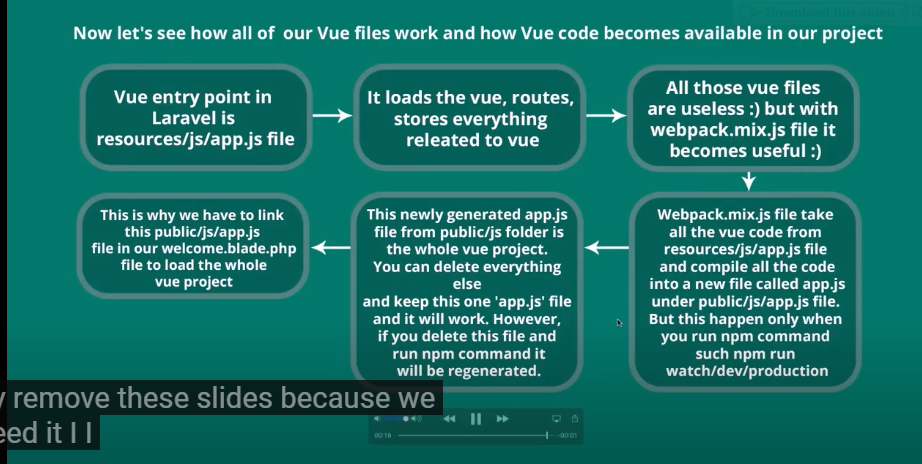 Download this video
Now let's see how all of our Vue files work and how Vue code becomes available in our project
Vue entry point in
Laravel is
resources/js/app.js file
It loads the vue, routes,
stores everything
releated to vue
All those vue files
are useless :) but with
webpack.mix.js file it
becomes useful :)
Webpack.mix.js file take
all the vue code from
resources/js/app.js file
and compile all the code
into a new file called app.js
under public/js/app.js file.
But this happen only when
you run npm command
such npm run
watch/dev/production
This newly generated app.js
file from public/js folder is
the whole vue project.
You can delete everything
else
and keep this one 'app.js' file
and it will work. However,
if you delete this file and
run npm command it
will be regenerated.
This is why we have to link
this public/js/app.js
file in our welcome.blade.php
file to load the whole
vue project
y remove these slides because we
eed it I I
00:18
-00:01